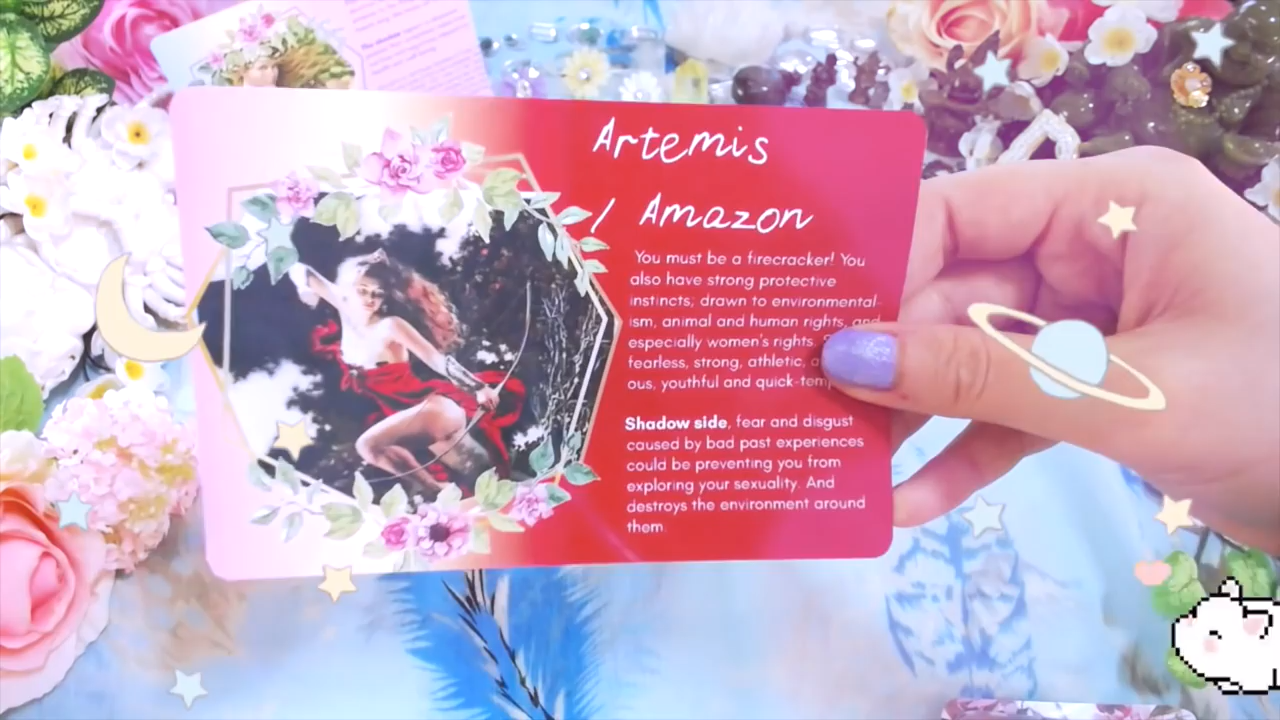 Artemis
/ Amazon
You must be a firecracker! You
also have strong protective
instincts; drawn to environmental-
ism, animal and human rights, and
especially women's rights.
fearless, strong, athletic,
ous, youthful and
Shadow side, fear and disgust
caused by bad past experiences
could be preventing you from
exploring your sexuality. And
destroys the environment around
them.